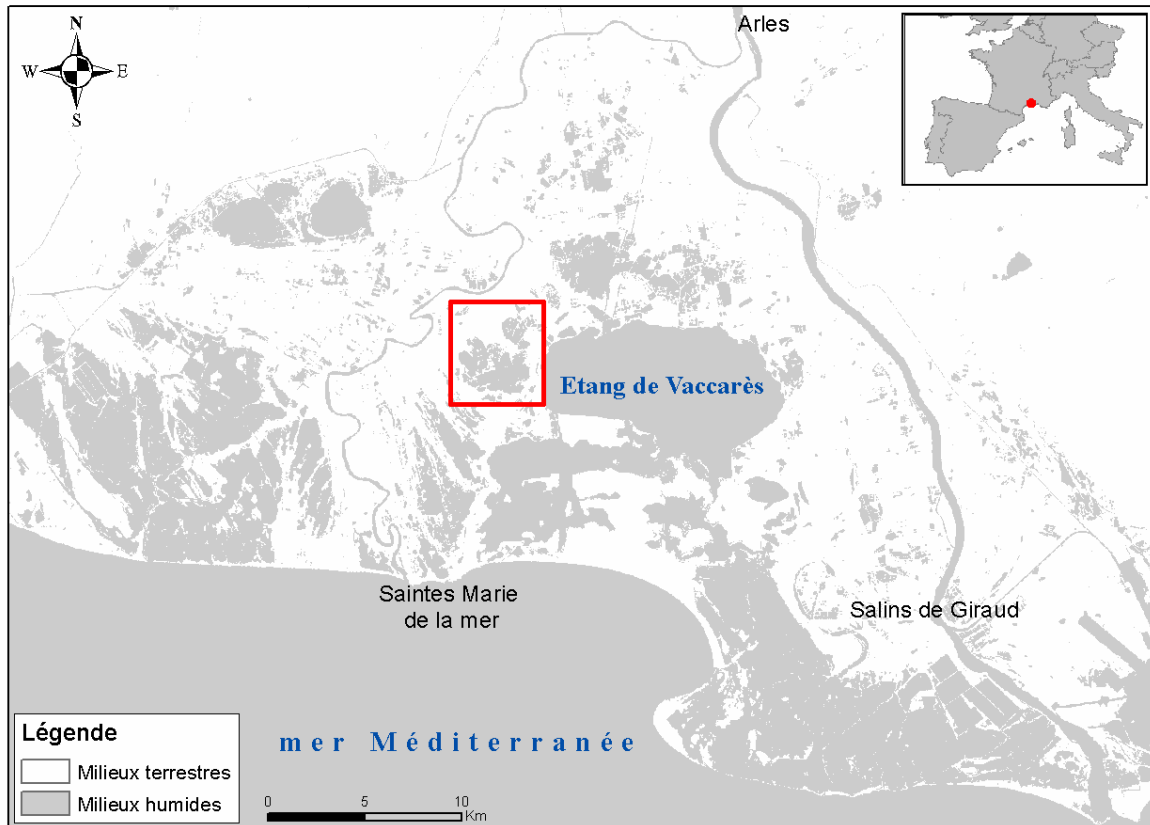 Arles
N
W E
S
Etang de Vaccarès
Saintes Marie
de la mer
Salins de Giraud
mer Méditerranée
Légende
Milieux terrestres
Milieux humides
0 5 10
Km